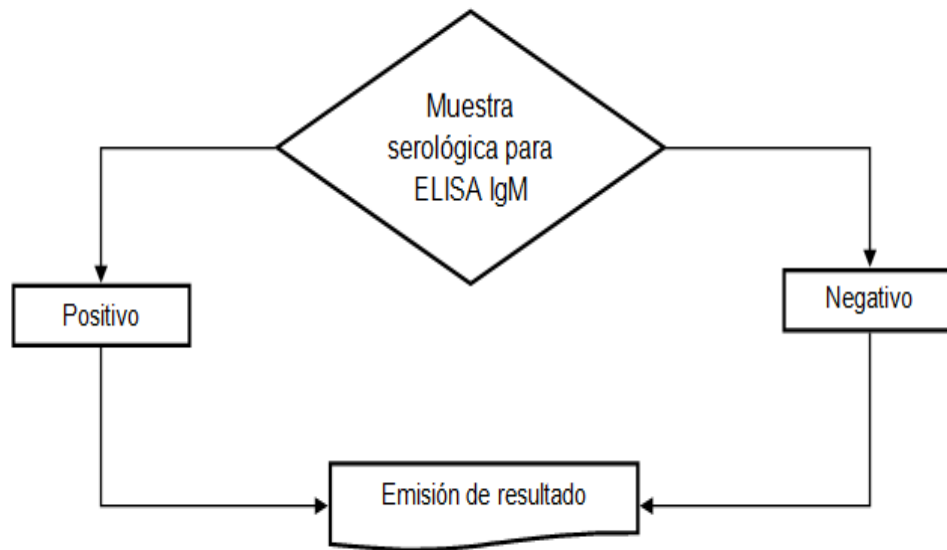 Muestra
serológica para
ELISA IgM
Positivo
Negativo
Emisión de resultado